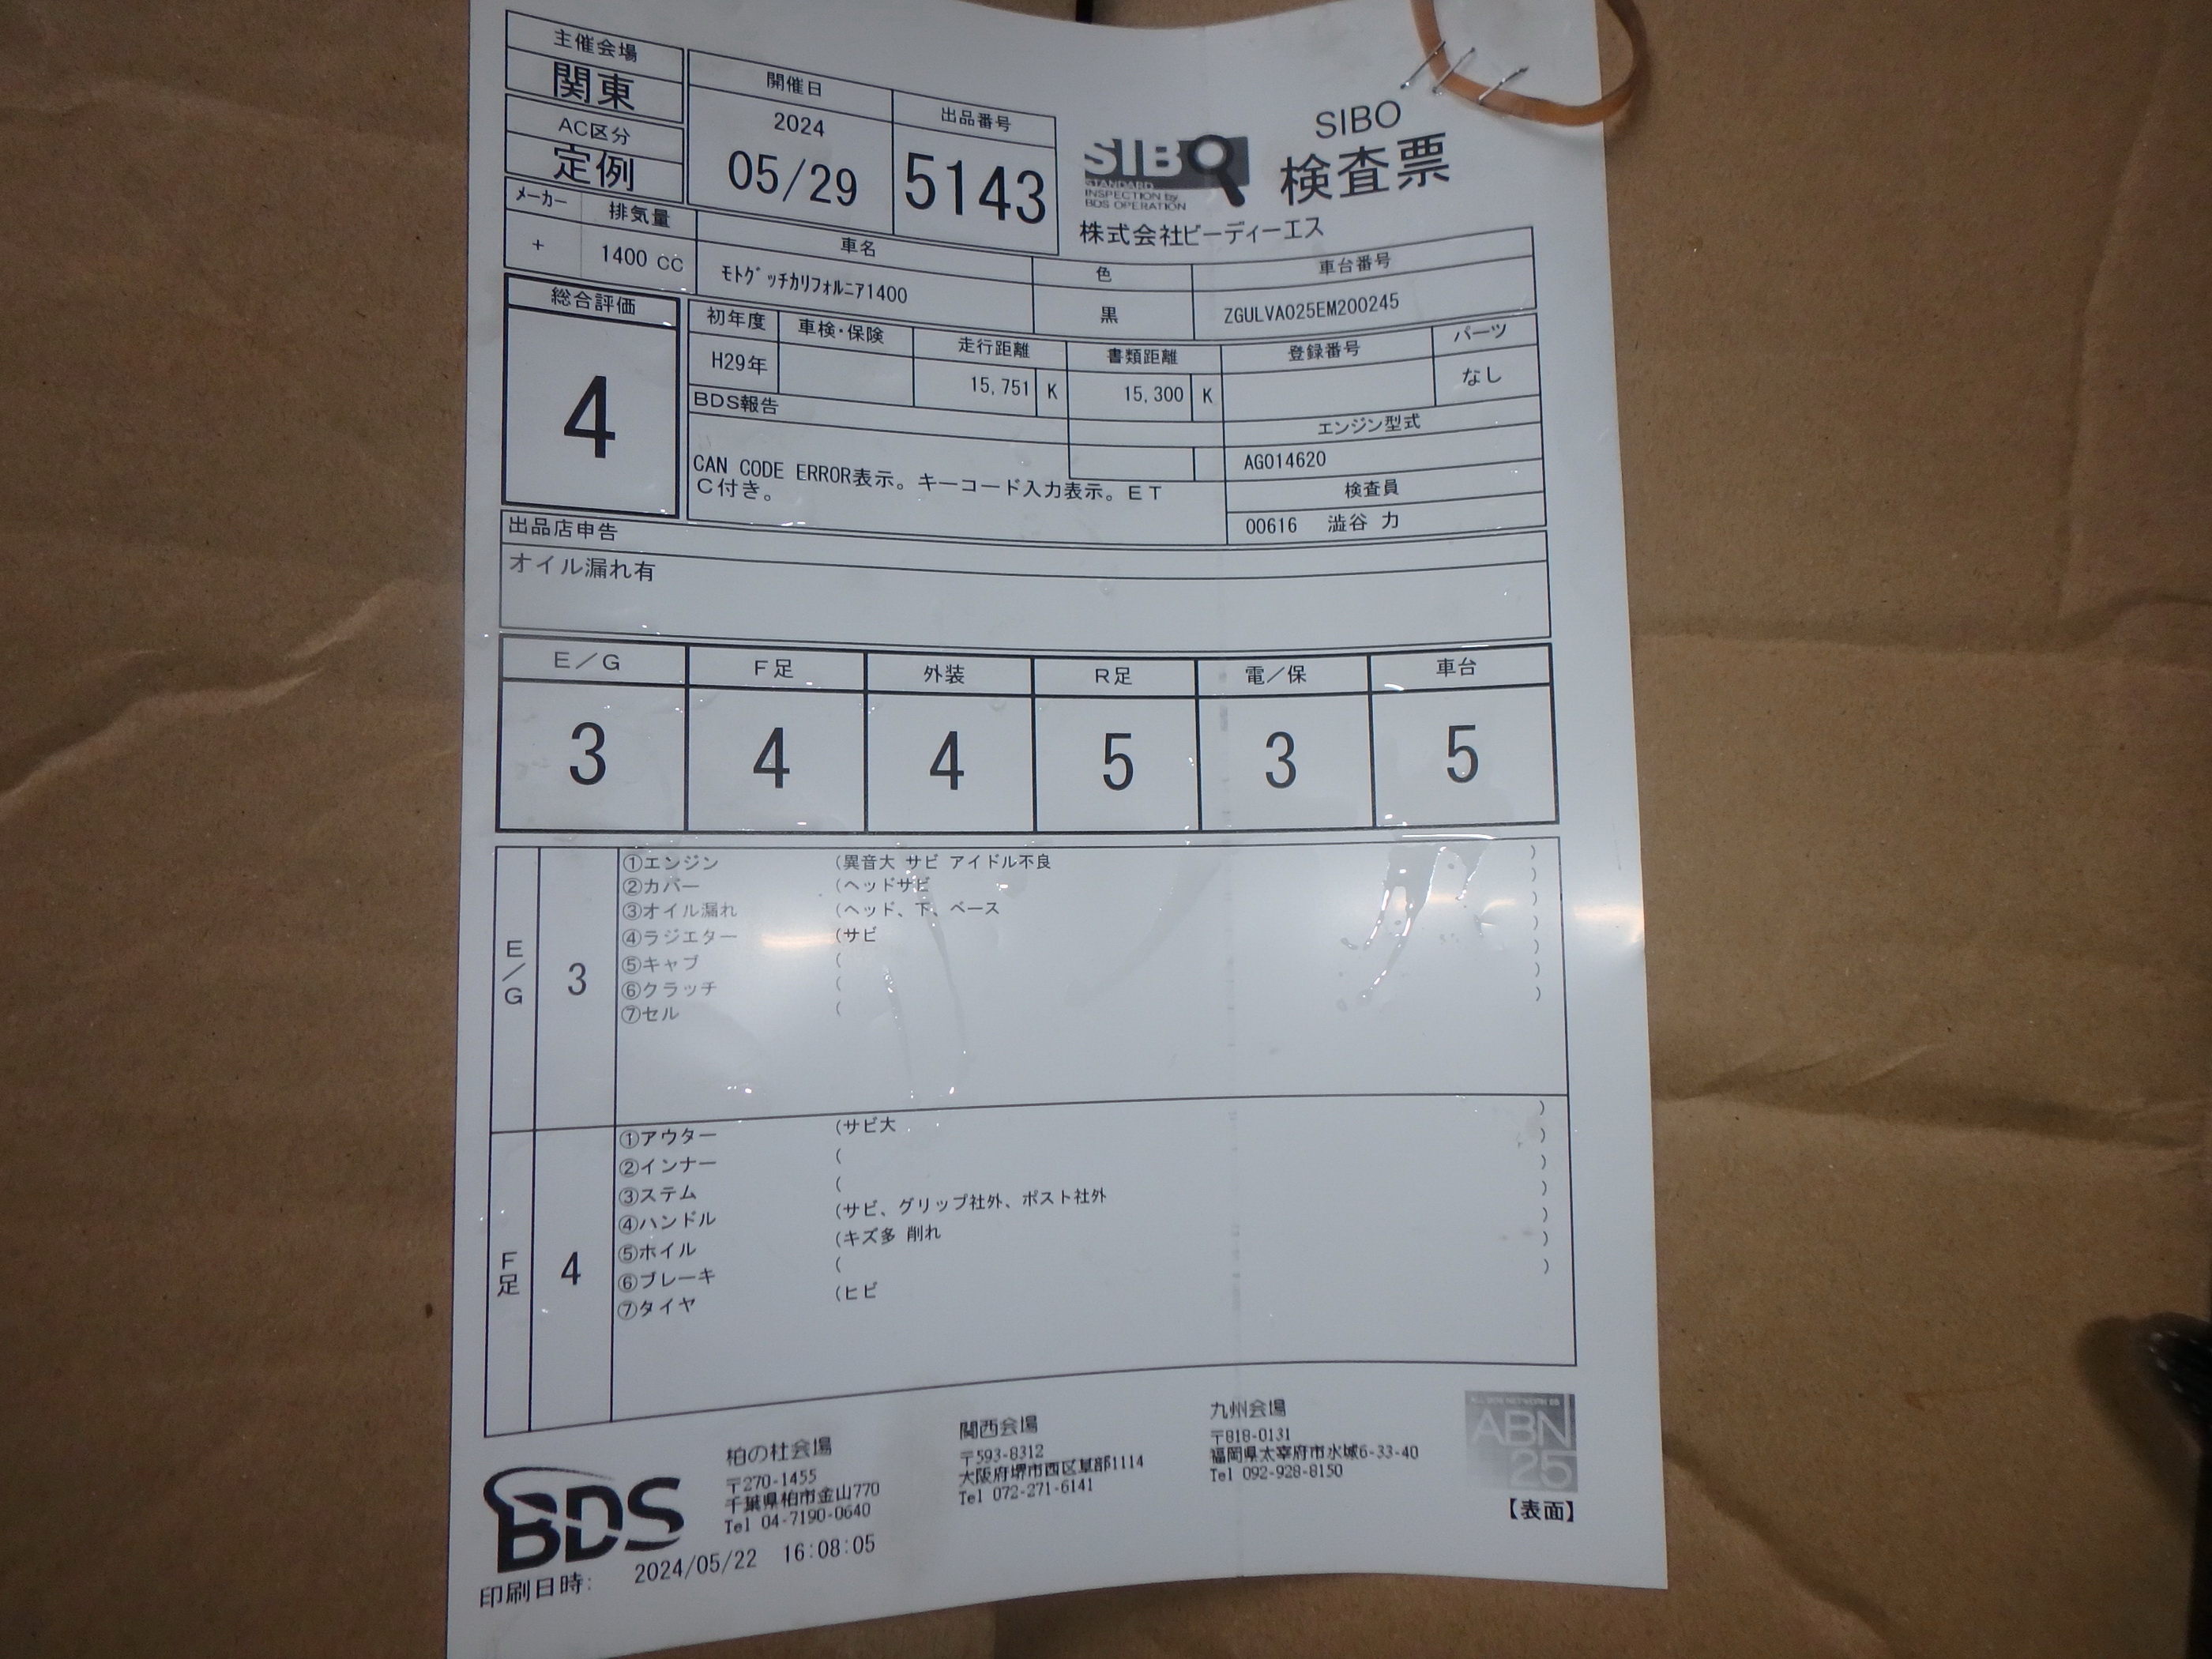 主催会場
関東
AC区分
定例
開催日
2024
05/29
出品番号
5143
SIBO
STANDARD
INSPECTION by
BDS OPERATION
SIBO
検査票
株式会社ビーディーエス
メーカー
排気量
+
1400 CC
車名
ﾓﾄｸﾞｯﾁｶﾘﾌｫﾙﾆｱ1400
色
黒
車台番号
ZGULVA025EM200245
総合評価
4
初年度
H29年
車検・保険
走行距離
15,751 K
書類距離
15,300 K
登録番号
パーツ
なし
BDS報告
CAN CODE ERROR表示。キーコード入力表示。ET
C付き。
エンジン型式
AG014620
検査員
00616 澁谷 力
出品店申告
オイル漏れ有
E/G F足 外装 R足 電/保 車台
3 4 4 5 3 5
E/G
3
①エンジン (異音大 サビ アイドル不良 )
②カバー (ヘッドサビ )
③オイル漏れ (ヘッド、下、ベース )
④ラジエター (サビ )
⑤キャブ ( )
⑥クラッチ ( )
⑦セル ( )
F足
4
①アウター (サビ大 )
②インナー ( )
③ステム ( )
④ハンドル (サビ、グリップ社外、ポスト社外 )
⑤ホイル (キズ多 削れ )
⑥ブレーキ ( )
⑦タイヤ (ヒビ )
BDS
柏の杜会場
〒270-1455
千葉県柏市金山770
Tel 04-7190-0640
関西会場
〒593-8312
大阪府堺市西区草部1114
Tel 072-271-6141
九州会場
〒818-0131
福岡県太宰府市水城6-33-40
Tel 092-928-8150
ABN
25
【表面】
印刷日時: 2024/05/22 16:08:05